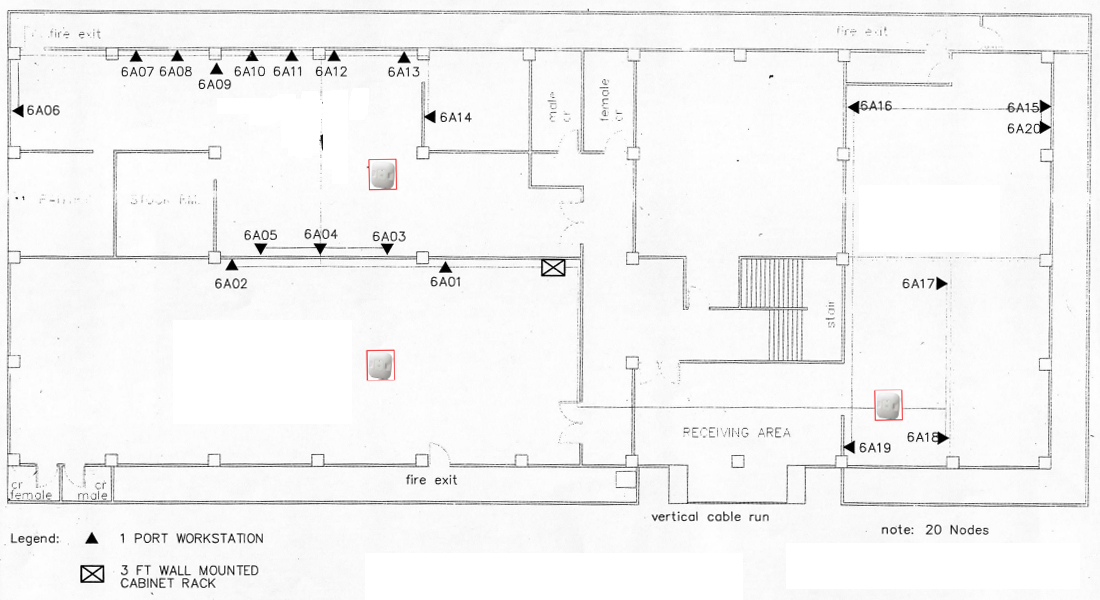 fire exit
fire exit
6A07
6A08
6A09
6A10
6A11
6A12
6A13
6A06
6A14
male
cr
female
cr
6A16
6A15
6A20
6A05
6A04
6A03
6A02
6A01
6A17
stair
RECEIVING AREA
6A18
6A19
cr
female
cr
male
fire exit
vertical cable run
note: 20 Nodes
Legend:
1 PORT WORKSTATION
3 FT WALL MOUNTED
CABINET RACK